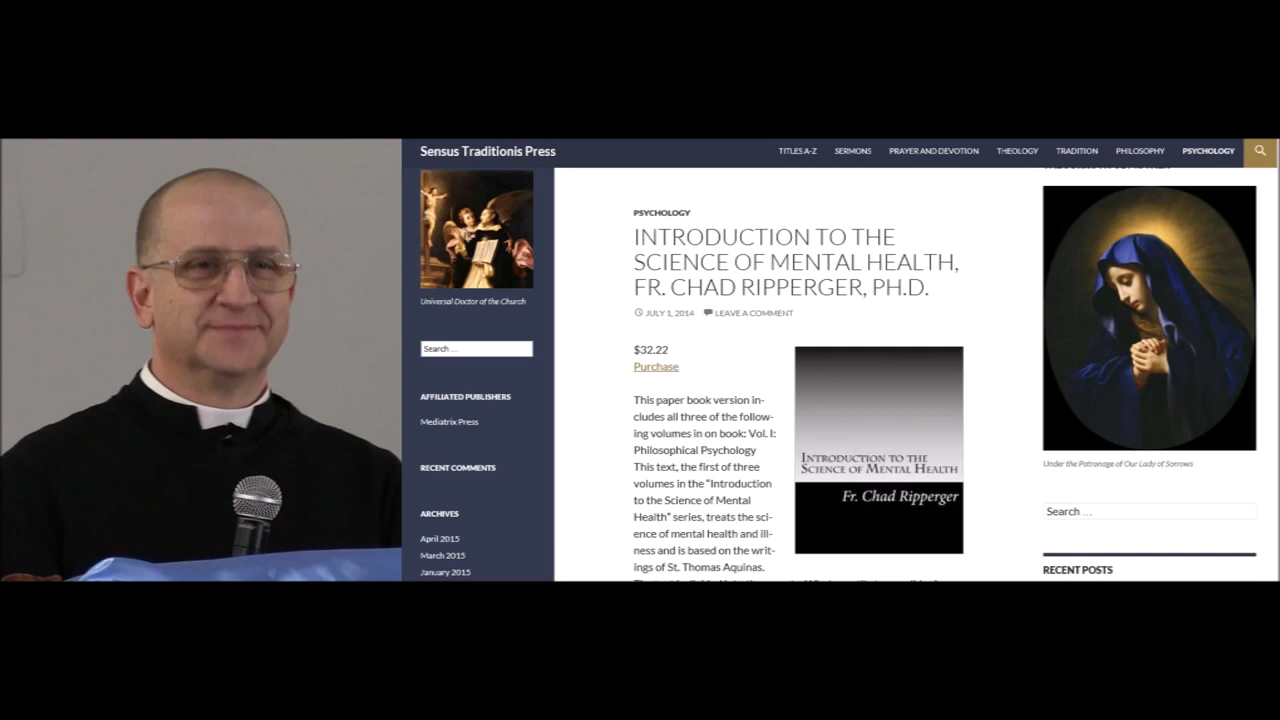 Sensus Traditionis Press
TITLES A-Z
SERMONS
PRAYER AND DEVOTION
THEOLOGY
TRADITION
PHILOSOPHY
PSYCHOLOGY
Universal Doctor of the Church
Search ...
AFFILIATED PUBLISHERS
Mediatrix Press
RECENT COMMENTS
ARCHIVES
April 2015
March 2015
January 2015
PSYCHOLOGY
INTRODUCTION TO THE
SCIENCE OF MENTAL HEALTH,
FR. CHAD RIPPERGER, PH.D.
JULY 1, 2014 LEAVE A COMMENT
$32.22
Purchase
This paper book version in-
cludes all three of the follow-
ing volumes in on book: Vol. I:
Philosophical Psychology
This text, the first of three
volumes in the “Introduction
to the Science of Mental
Health” series, treats the sci-
ence of mental health and ill-
ness and is based on the writ-
ings of St. Thomas Aquinas.
INTRODUCTION TO THE
SCIENCE OF MENTAL HEALTH
Fr. Chad Ripperger
Under the Patronage of Our Lady of Sorrows
Search ...
RECENT POSTS